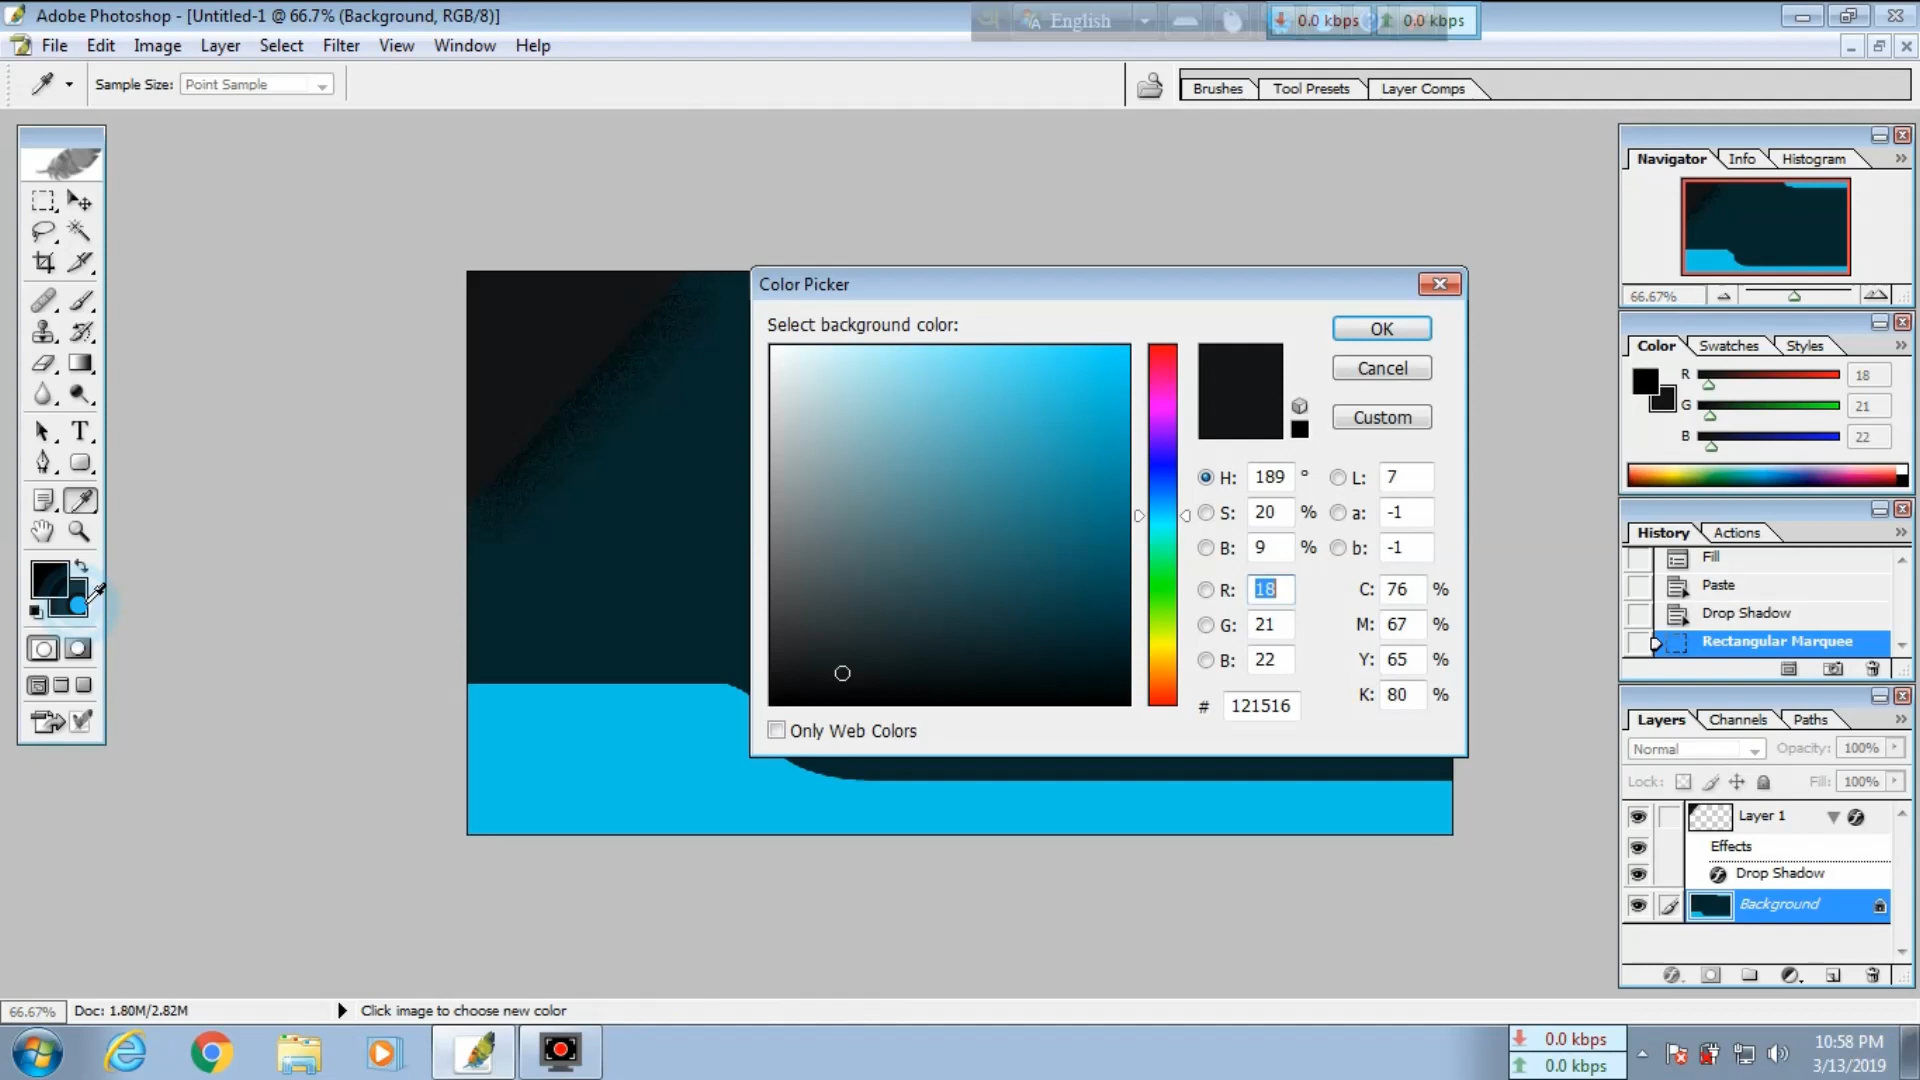 Adobe Photoshop - [Untitled-1 @ 66.7% (Background, RGB/8)]
English
0.0 kbps
0.0 kbps
File Edit Image Layer Select Filter View Window Help
Sample Size: Point Sample
Brushes Tool Presets Layer Comps
Navigator Info Histogram
66.67%
Color Swatches Styles
R 18
G 21
B 22
History Actions
Fill
Paste
Drop Shadow
Rectangular Marquee
Layers Channels Paths
Normal Opacity: 100%
Lock: Fill: 100%
Layer 1
Effects
Drop Shadow
Background
Color Picker
Select background color:
OK
Cancel
Custom
H: 189 ° L: 7
S: 20 % a: -1
B: 9 % b: -1
R: 18 C: 76 %
G: 21 M: 67 %
B: 22 Y: 65 %
# 121516 K: 80 %
Only Web Colors
66.67% Doc: 1.80M/2.82M Click image to choose new color
0.0 kbps
0.0 kbps
10:58 PM
3/13/2019